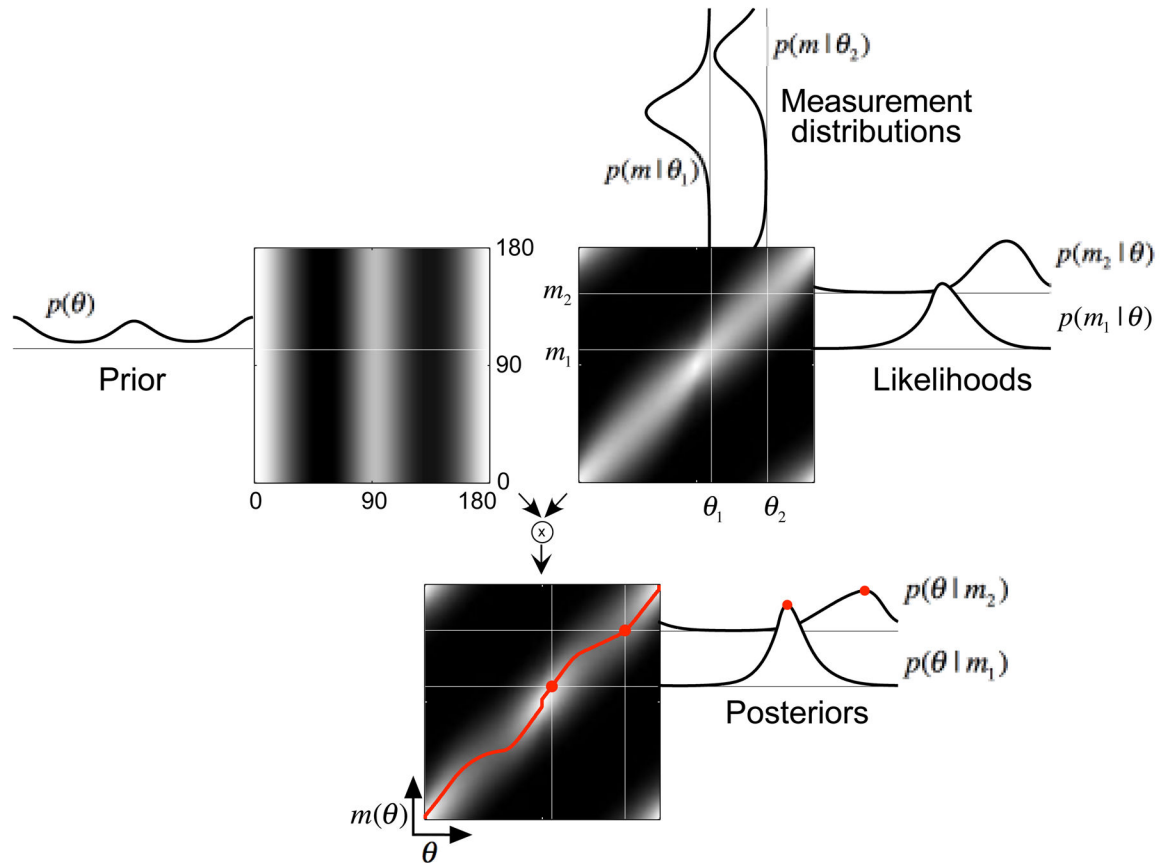 p(m | θ₂)
Measurement
distributions
p(m | θ₁)
180
p(θ)
m₂
p(m₂ | θ)
p(m₁ | θ)
m₁
90
Prior
Likelihoods
0
0 90 180
θ₁ θ₂
x
p(θ | m₂)
p(θ | m₁)
Posteriors
m(θ)
θ